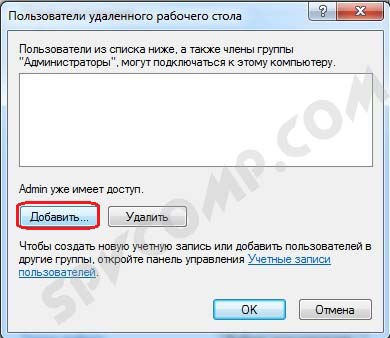 Пользователи удаленного рабочего стола
Пользователи из списка ниже, а также члены группы
"Администраторы", могут подключаться к этому компьютеру.
Admin уже имеет доступ.
Добавить... Удалить
Чтобы создать новую учетную запись или добавить пользователей в
другие группы, откройте панель управления Учетные записи
пользователей.
OK Отмена
SPVCOMP.COM